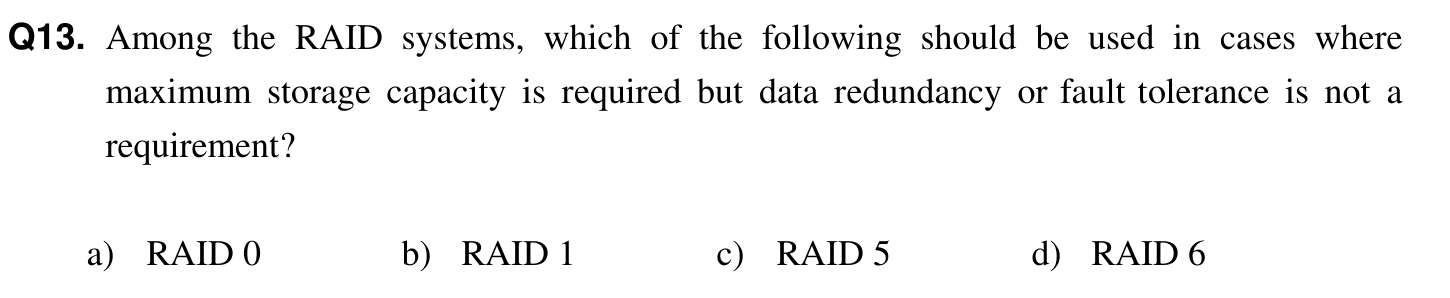 Q13. Among the RAID systems, which of the following should be used in cases where
maximum storage capacity is required but data redundancy or fault tolerance is not a
requirement?
a) RAID 0 b) RAID 1 c) RAID 5 d) RAID 6